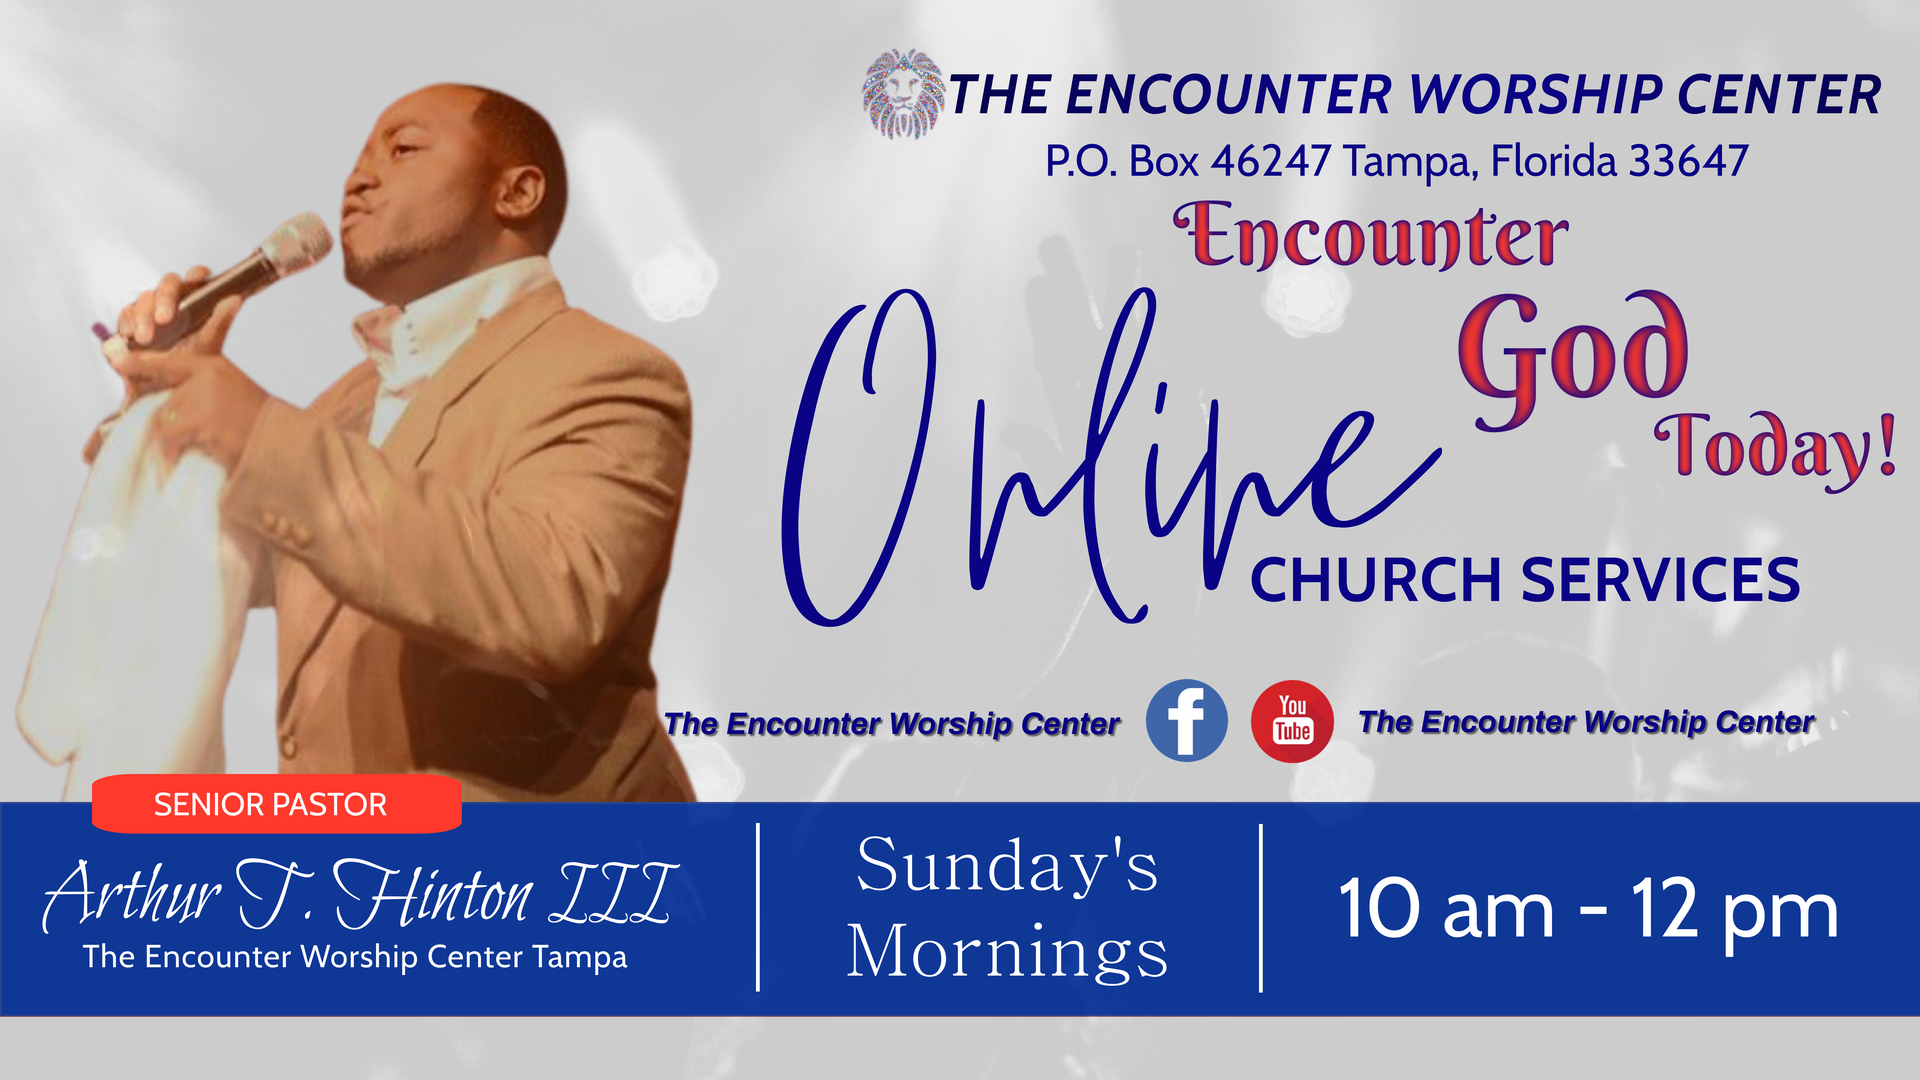 THE ENCOUNTER WORSHIP CENTER
P.O. Box 46247 Tampa, Florida 33647
Encounter
God
Today!
Online
CHURCH SERVICES
The Encounter Worship Center
f
You
Tube
The Encounter Worship Center
SENIOR PASTOR
Arthur T. Hinton III
The Encounter Worship Center Tampa
Sunday's
Mornings
10 am - 12 pm